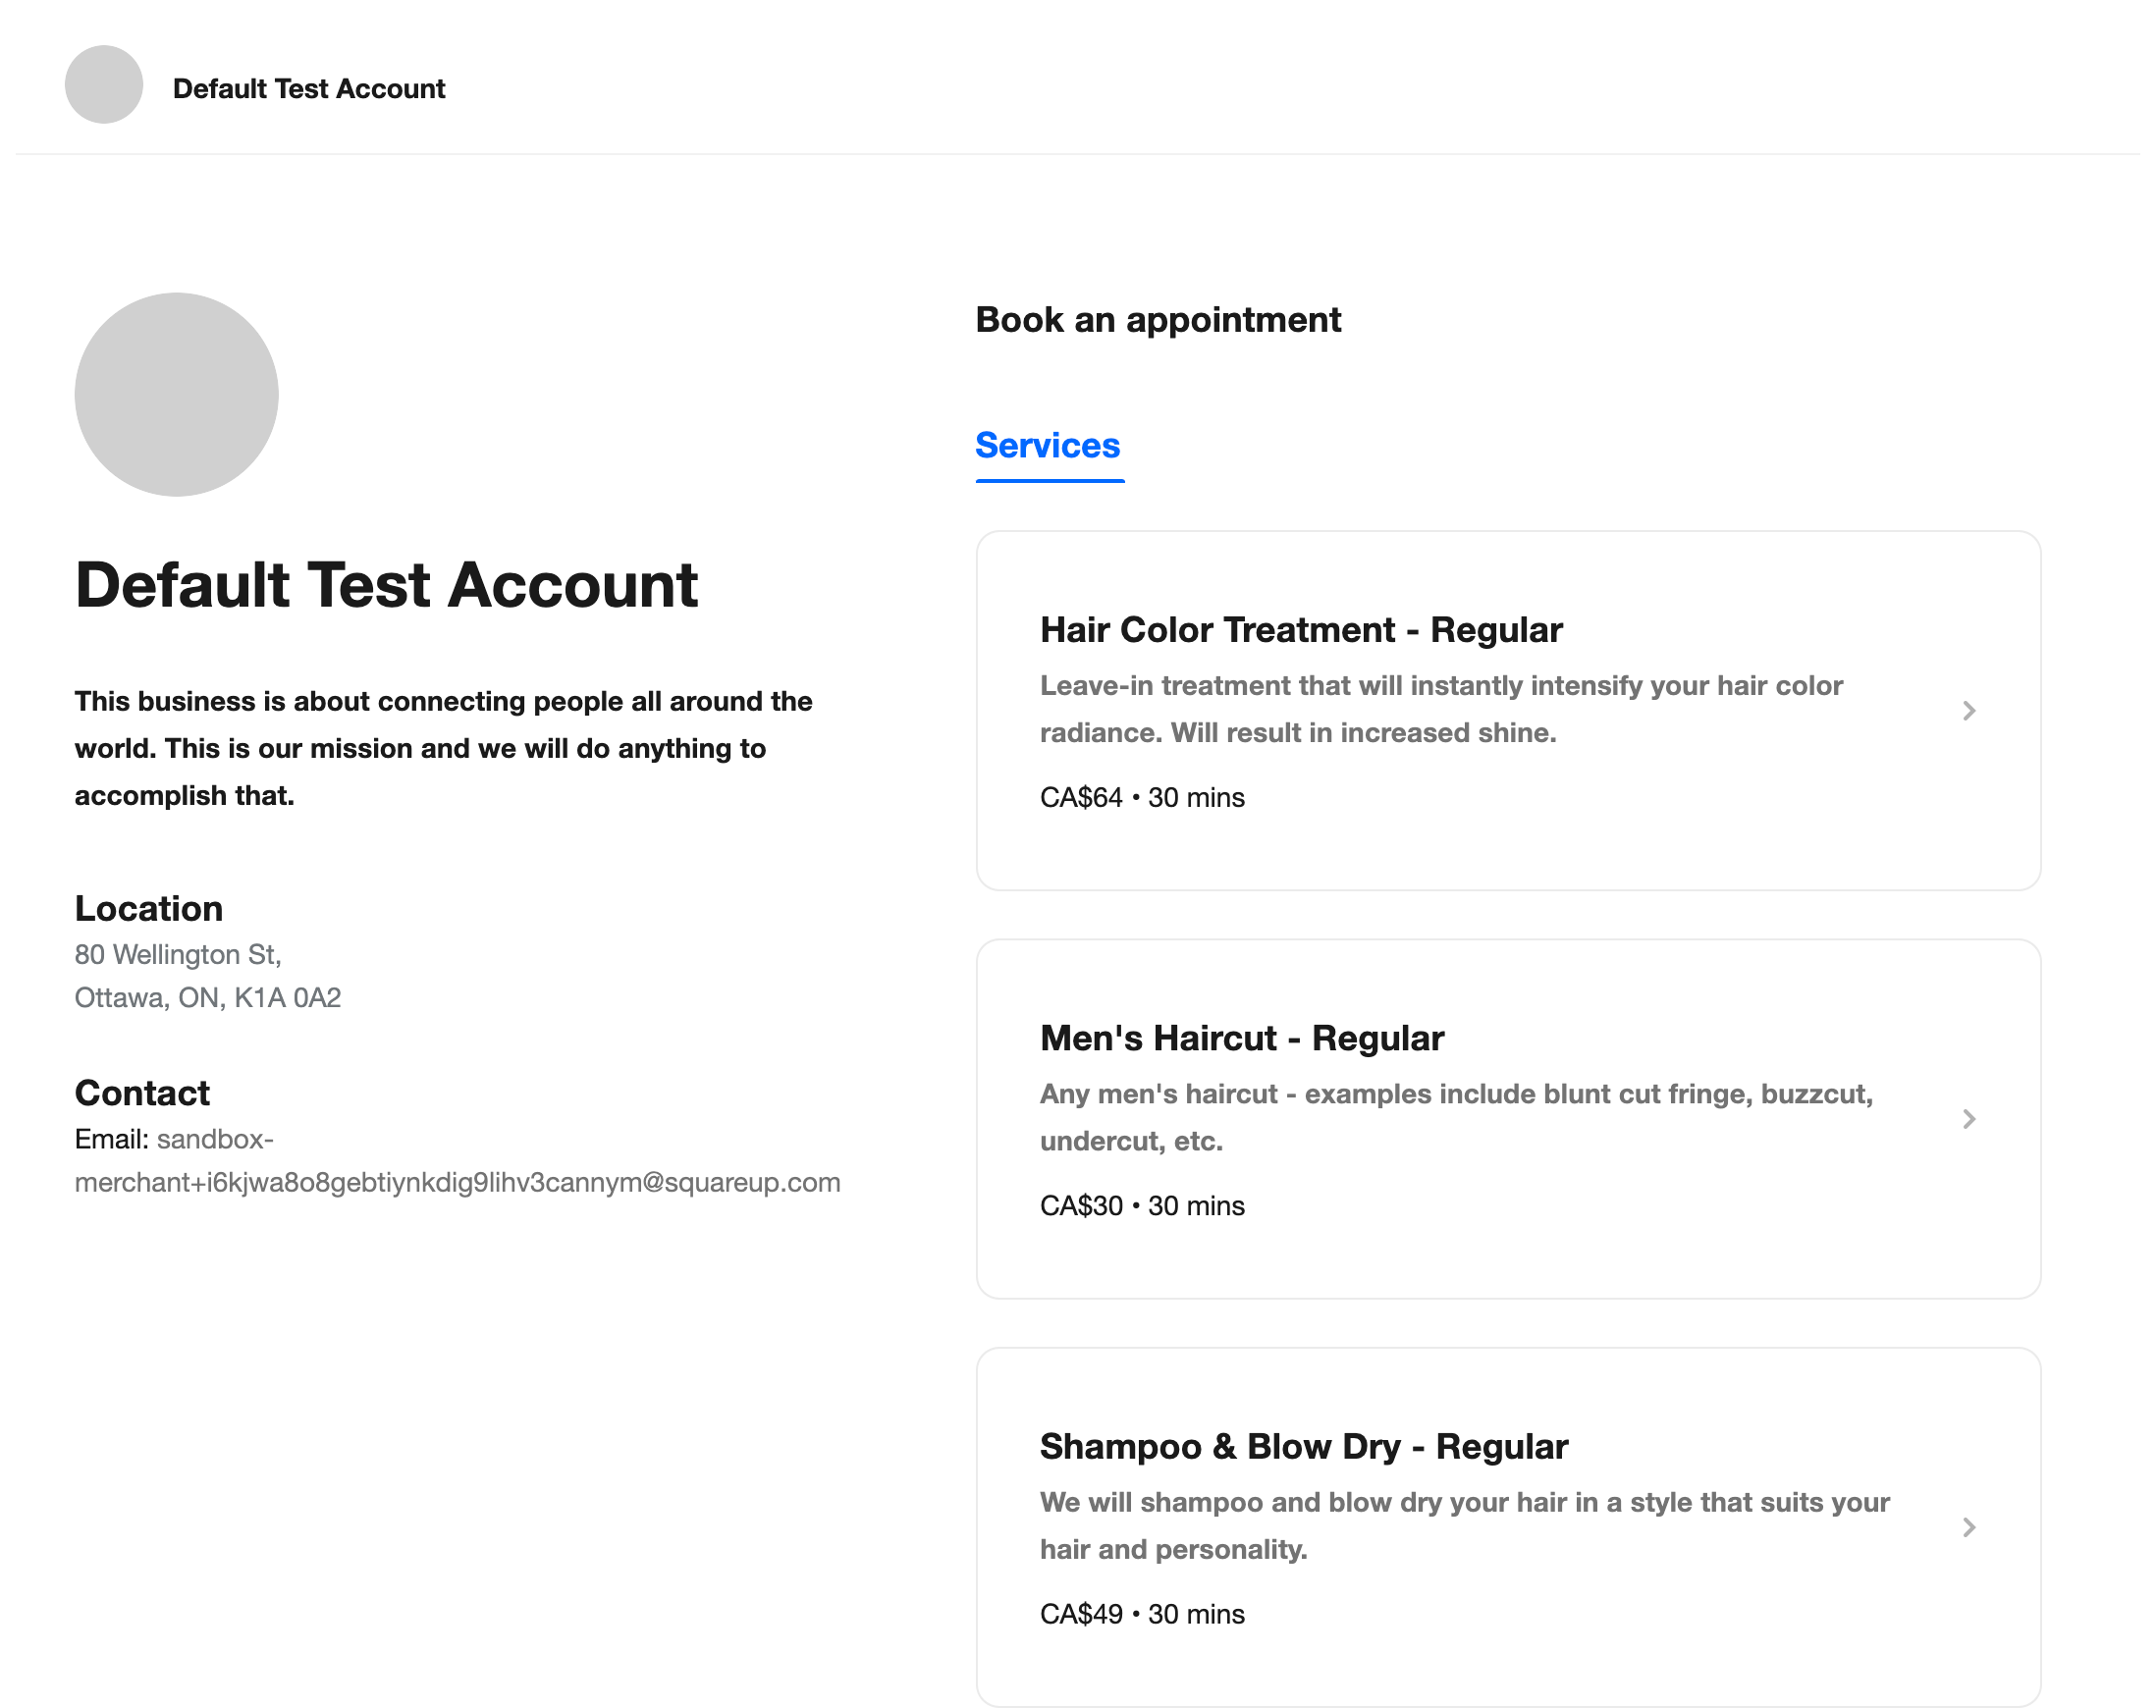 Default Test Account
Default Test Account
This business is about connecting people all around the
world. This is our mission and we will do anything to
accomplish that.
Location
80 Wellington St,
Ottawa, ON, K1A 0A2
Contact
Email: sandbox-
merchant+i6kjwa8o8gebtiynkdig9lihv3cannym@squareup.com
Book an appointment
Services
Hair Color Treatment - Regular
Leave-in treatment that will instantly intensify your hair color
radiance. Will result in increased shine.
CA$64 • 30 mins
Men's Haircut - Regular
Any men's haircut - examples include blunt cut fringe, buzzcut,
undercut, etc.
CA$30 • 30 mins
Shampoo & Blow Dry - Regular
We will shampoo and blow dry your hair in a style that suits your
hair and personality.
CA$49 • 30 mins